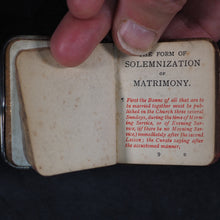 THE FORM OF
SOLEMNIZATION
OF
MATRIMONY.
First the Banns of all that are to
be married together must be pub-
lished in the Church three several
Sundays, during the time of Morn-
ing Service, or of Evening Ser-
vice, (if there be no Morning Ser-
vice,) immediately after the second
Lesson; the Curate saying after
the accustomed manner,